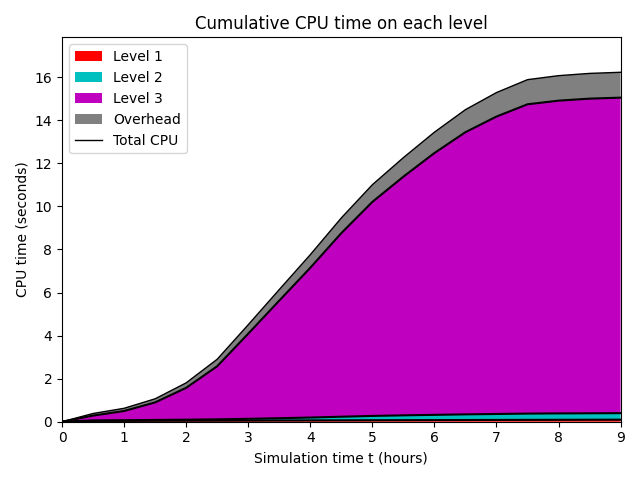 Cumulative CPU time on each level
Level 1
Level 2
Level 3
Overhead
Total CPU
CPU time (seconds)
16
14
12
10
8
6
4
2
0
0 1 2 3 4 5 6 7 8 9
Simulation time t (hours)